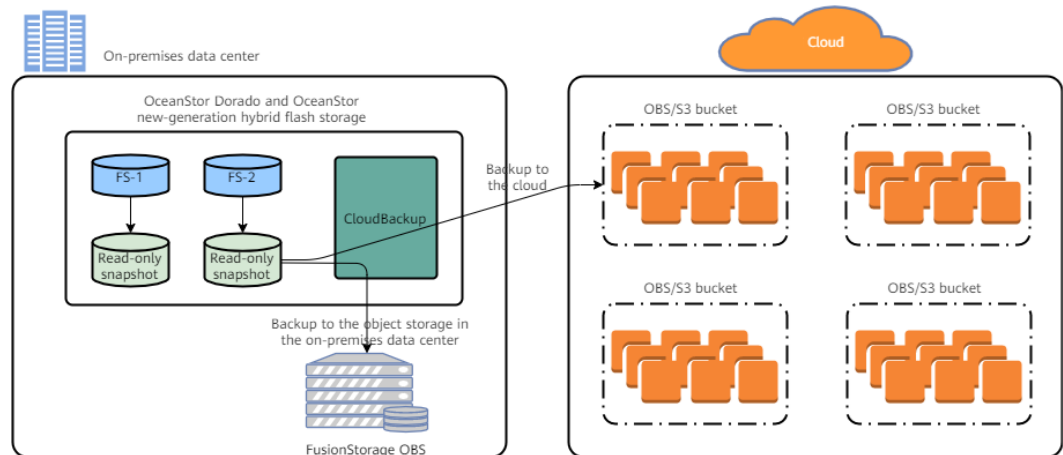 On-premises data center
Cloud
OceanStor Dorado and OceanStor
new-generation hybrid flash storage
OBS/S3 bucket
OBS/S3 bucket
FS-1
FS-2
Backup to
the cloud
CloudBackup
Read-only
snapshot
Read-only
snapshot
OBS/S3 bucket
OBS/S3 bucket
Backup to the object storage in
the on-premises data center
FusionStorage OBS